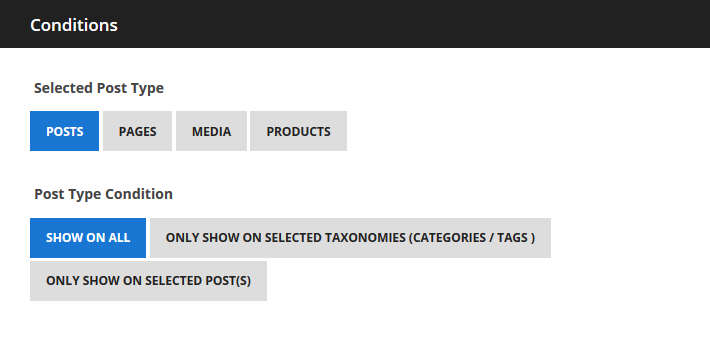 Conditions
Selected Post Type
POSTS PAGES MEDIA PRODUCTS
Post Type Condition
SHOW ON ALL ONLY SHOW ON SELECTED TAXONOMIES (CATEGORIES / TAGS )
ONLY SHOW ON SELECTED POST(S)